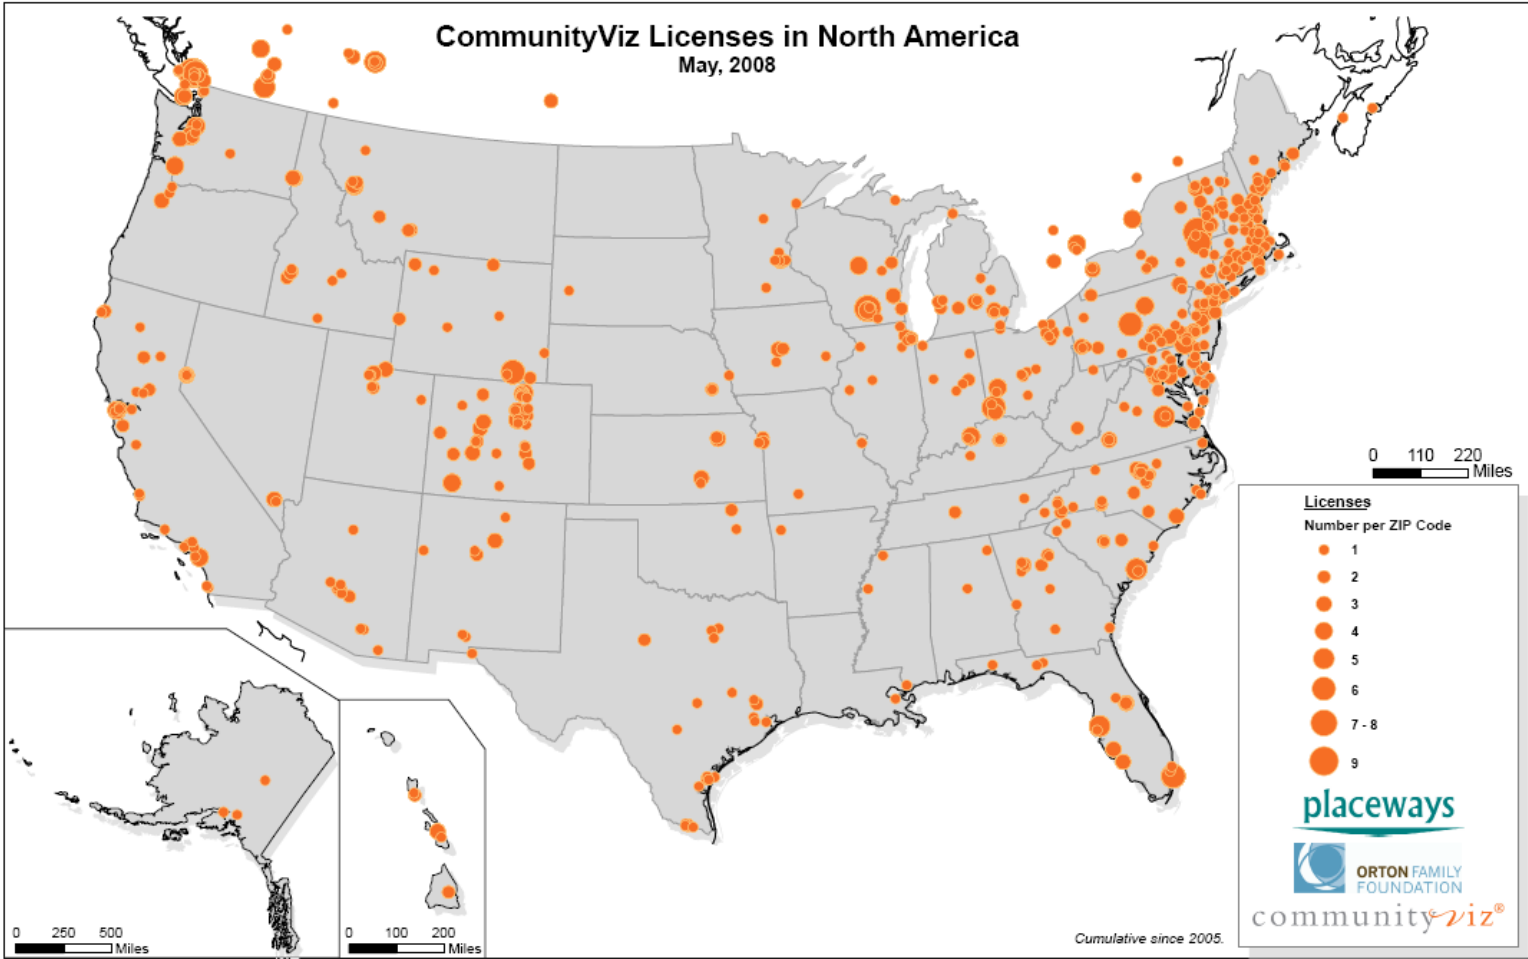 CommunityViz Licenses in North America
May, 2008
0 110 220
Miles
Licenses
Number per ZIP Code
1
2
3
4
5
6
7 - 8
9
placeways
ORTON FAMILY
FOUNDATION
communityviz®
Cumulative since 2005.
0 250 500
Miles
0 100 200
Miles